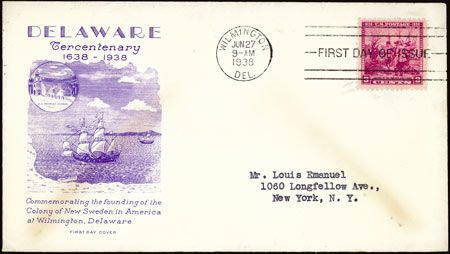 DELAWARE
Tercentenary
1638 - 1938
Commemorating the founding of the
Colony of New Sweden in America
at Wilmington, Delaware
FIRST DAY COVER
WILMINGTON
JUN 27
9-AM
1938
DEL.
FIRST DAY OF ISSUE
U.S. POSTAGE
Mr. Louis Emanuel
1060 Longfellow Ave.,
New York, N. Y.